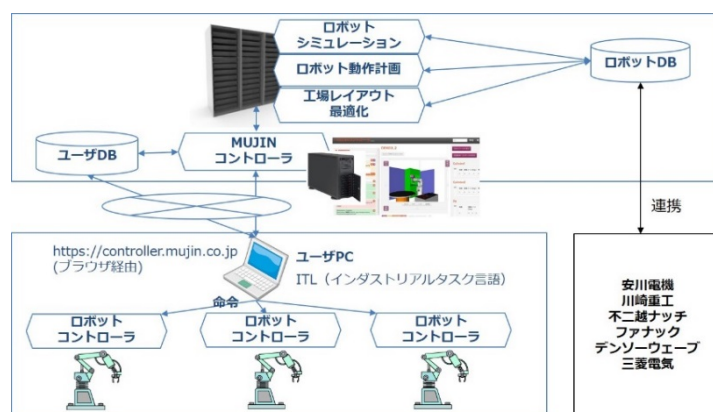 ロボット
シミュレーション
ロボット動作計画
工場レイアウト
最適化
ロボットDB
MUJIN
コントローラ
ユーザDB
連携
https://controller.mujin.co.jp
(ブラウザ経由)
ユーザPC
ITL（インダストリアルタスク言語）
命令
ロボット
コントローラ
ロボット
コントローラ
ロボット
コントローラ
安川電機
川崎重工
不二越ナッチ
ファナック
デンソーウェーブ
三菱電気